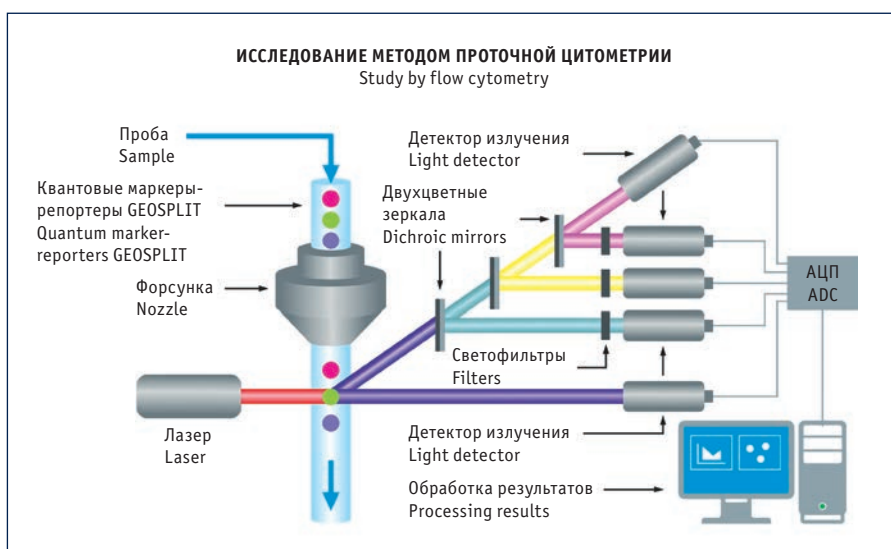 ИССЛЕДОВАНИЕ МЕТОДОМ ПРОТОЧНОЙ ЦИТОМЕТРИИ
Study by flow cytometry
Проба
Sample
Квантовые маркеры-
репортеры GEOSPLIT
Quantum marker-
reporters GEOSPLIT
Форсунка
Nozzle
Лазер
Laser
Детектор излучения
Light detector
Двухцветные
зеркала
Dichroic mirrors
АЦП
ADC
Светофильтры
Filters
Детектор излучения
Light detector
Обработка результатов
Processing results